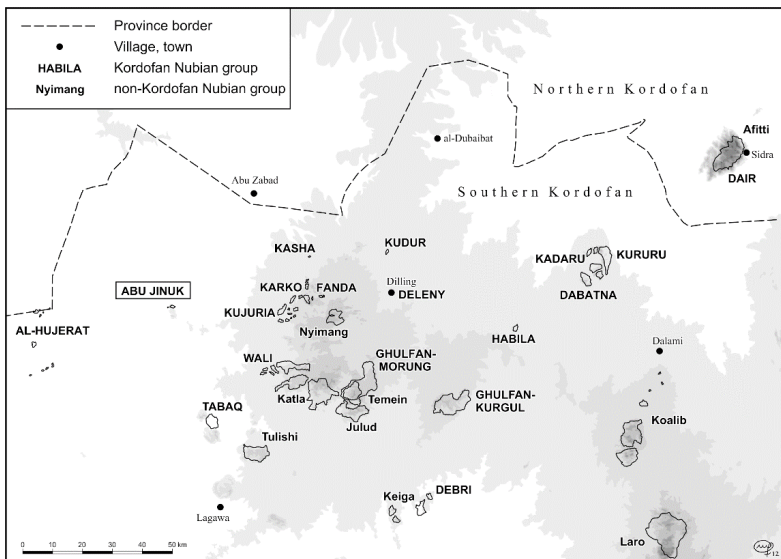 Province border
Village, town
HABILA Kordofan Nubian group
Nyimang non-Kordofan Nubian group
Northern Kordofan
Afitti
al-Dubaibat
Sidra
DAIR
Southern Kordofan
Abu Zabad
KASHA
KUDUR
KADARU
KURURU
KARKO
FANDA
Dilling
DELENY
DABATNA
ABU JINUK
KUJURIA
AL-HUJERAT
Nyimang
HABILA
Dalami
WALI
GHULFAN-
MORUNG
Katla
Temein
GHULFAN-
KURGUL
TABAQ
Julud
Koalib
Tulishi
Keiga
DEBRI
Lagawa
Laro
0 10 20 30 40 50 km